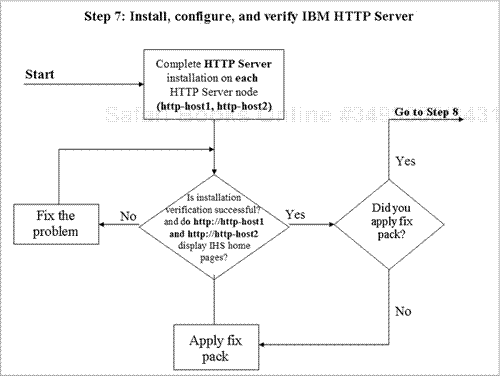 Step 7: Install, configure, and verify IBM HTTP Server
Start
Complete HTTP Server
installation on each
HTTP Server node
(http-host1, http-host2)
Safari Books Online #
Go to Step 8
Yes
Is installation
verification successful?
and do http://http-host1
and http://http-host2
display IHS home
pages?
No
Fix the
problem
Yes
Did you
apply fix
pack?
No
Apply fix
pack